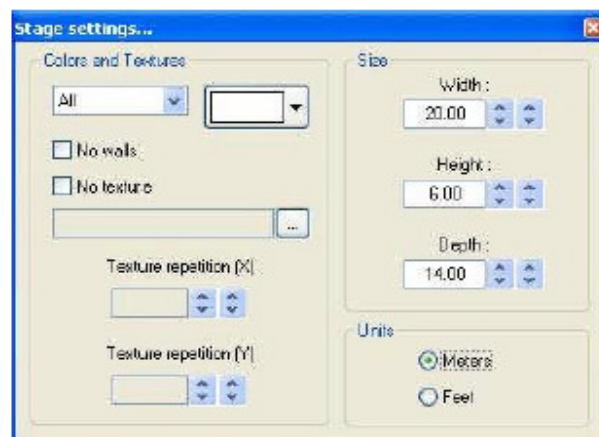 Stage settings...
Colors and Textures
All
No walls
No texture
...
Texture repetition (X)
Texture repetition (Y)
Size
Width :
20.00
Height :
6.00
Depth :
14.00
Units
Meters
Feet